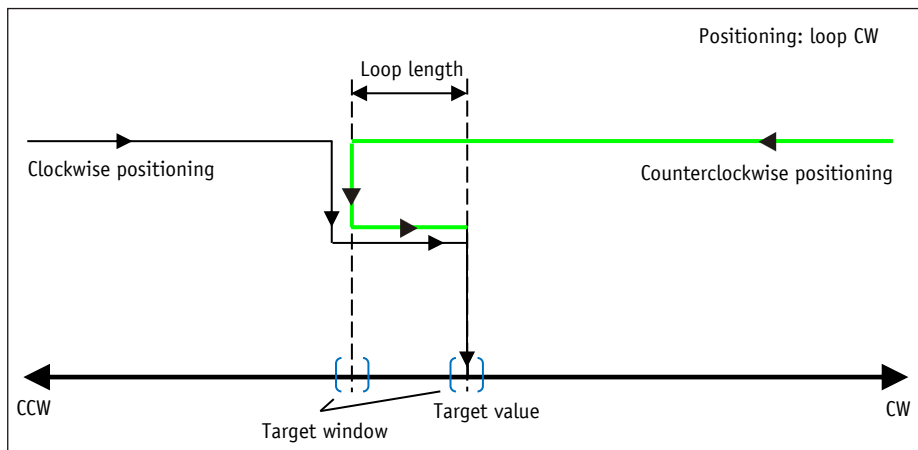 Positioning: loop CW
Loop length
Clockwise positioning
Counterclockwise positioning
CCW
Target value
CW
Target window